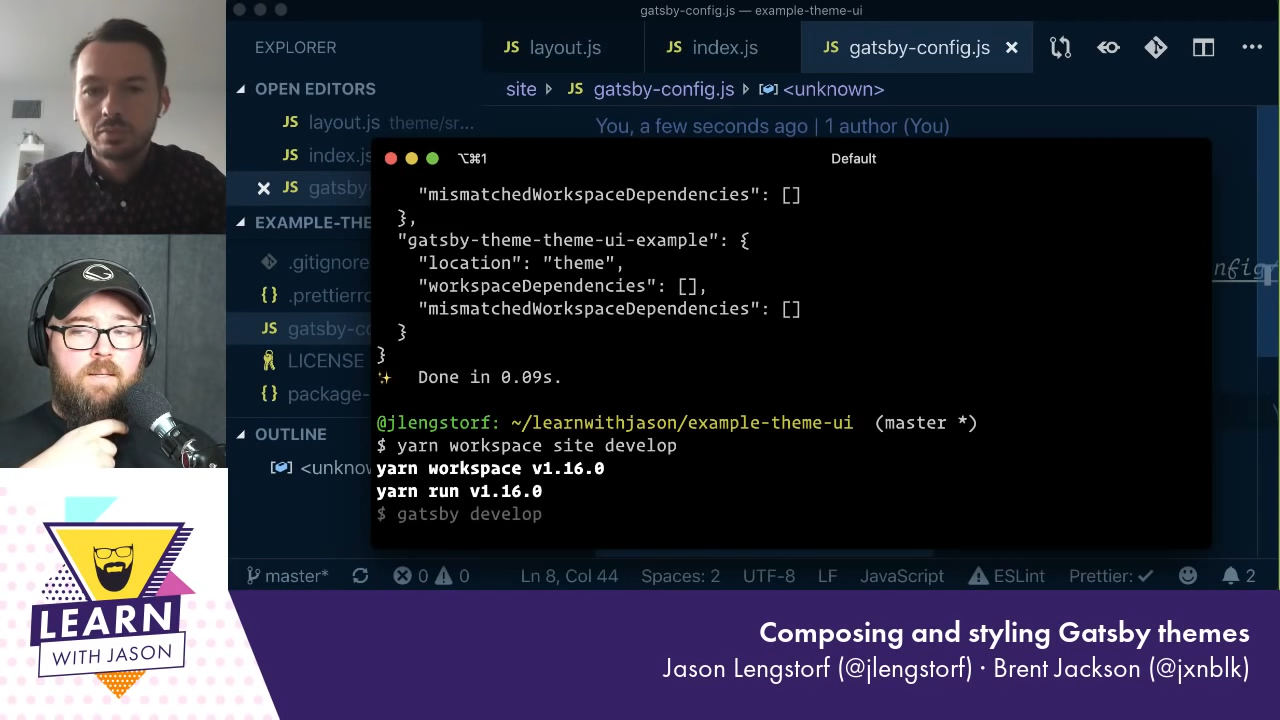 gatsby-config.js — example-theme-ui
EXPLORER
JS layout.js
JS index.js
JS gatsby-config.js ×
OPEN EDITORS
site
JS gatsby-config.js
<unknown>
JS layout.js theme/sr...
You, a few seconds ago | 1 author (You)
JS index.js
⌥⌘1
Default
× JS gatsby-
EXAMPLE-THE
.gitignore
{ } .prettierrc
JS gatsby-co
LICENSE
{ } package-
OUTLINE
<unknow
nfig
"mismatchedWorkspaceDependencies": []
},
"gatsby-theme-theme-ui-example": {
"location": "theme",
"workspaceDependencies": [],
"mismatchedWorkspaceDependencies": []
}
}
✨ Done in 0.09s.
@jlengstorf: ~/learnwithjason/example-theme-ui (master *)
$ yarn workspace site develop
yarn workspace v1.16.0
yarn run v1.16.0
$ gatsby develop
master*
0
0
Ln 8, Col 44
Spaces: 2
UTF-8
LF
JavaScript
ESLint
Prettier: ✓
2
LEARN
WITH JASON
Composing and styling Gatsby themes
Jason Lengstorf (@jlengstorf) · Brent Jackson (@jxnblk)